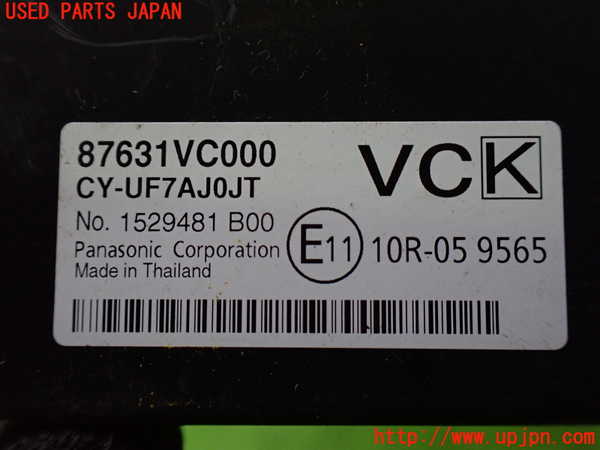 USED PARTS JAPAN
87631VC000
CY-UF7AJ0JT
No. 1529481 B00
Panasonic Corporation
Made in Thailand
VCK
E11 10R-05 9565
http://www.upjpn.com/